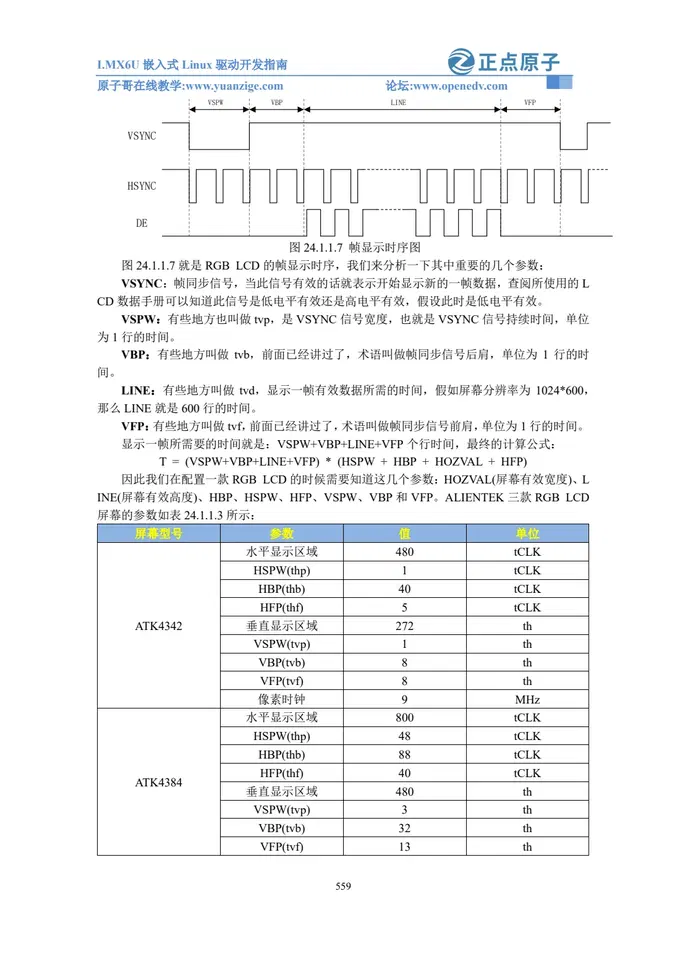 I.MX6U 嵌入式 Linux 驱动开发指南
正点原子
原子哥在线教学:www.yuanzige.com 论坛:www.openedv.com
VSPW VBP LINE VFP
VSYNC
HSYNC
DE
图 24.1.1.7 帧显示时序图
图 24.1.1.7 就是 RGB LCD 的帧显示时序，我们来分析一下其中重要的几个参数：
VSYNC：帧同步信号，当此信号有效的话就表示开始显示新的一帧数据，查阅所使用的 L
CD 数据手册可以知道此信号是低电平有效还是高电平有效，假设此时是低电平有效。
VSPW：有些地方也叫做 tvp，是 VSYNC 信号宽度，也就是 VSYNC 信号持续时间，单位
为 1 行的时间。
VBP：有些地方叫做 tvb，前面已经讲过了，术语叫做帧同步信号后肩，单位为 1 行的时
间。
LINE：有些地方叫做 tvd，显示一帧有效数据所需的时间，假如屏幕分辨率为 1024*600，
那么 LINE 就是 600 行的时间。
VFP：有些地方叫做 tvf，前面已经讲过了，术语叫做帧同步信号前肩，单位为 1 行的时间。
显示一帧所需要的时间就是：VSPW+VBP+LINE+VFP 个行时间，最终的计算公式：
T = (VSPW+VBP+LINE+VFP) * (HSPW + HBP + HOZVAL + HFP)
因此我们在配置一款 RGB LCD 的时候需要知道这几个参数：HOZVAL(屏幕有效宽度)、L
INE(屏幕有效高度)、HBP、HSPW、HFP、VSPW、VBP 和 VFP。ALIENTEK 三款 RGB LCD
屏幕的参数如表 24.1.1.3 所示：
屏幕型号 参数 值 单位
水平显示区域 480 tCLK
HSPW(thp) 1 tCLK
HBP(thb) 40 tCLK
HFP(thf) 5 tCLK
ATK4342 垂直显示区域 272 th
VSPW(tvp) 1 th
VBP(tvb) 8 th
VFP(tvf) 8 th
像素时钟 9 MHz
水平显示区域 800 tCLK
HSPW(thp) 48 tCLK
HBP(thb) 88 tCLK
HFP(thf) 40 tCLK
ATK4384
垂直显示区域 480 th
VSPW(tvp) 3 th
VBP(tvb) 32 th
VFP(tvf) 13 th
559